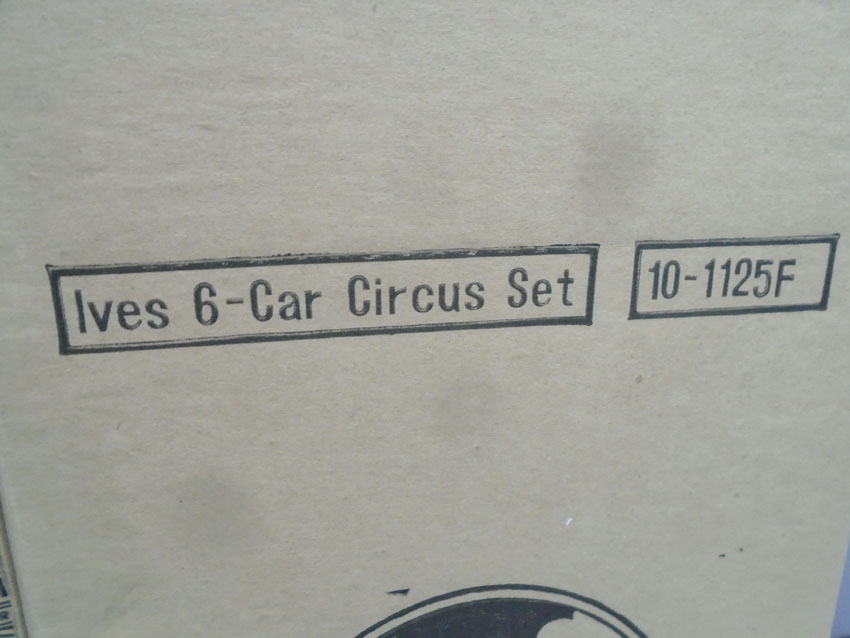 Ives 6-Car Circus Set
10-1125F